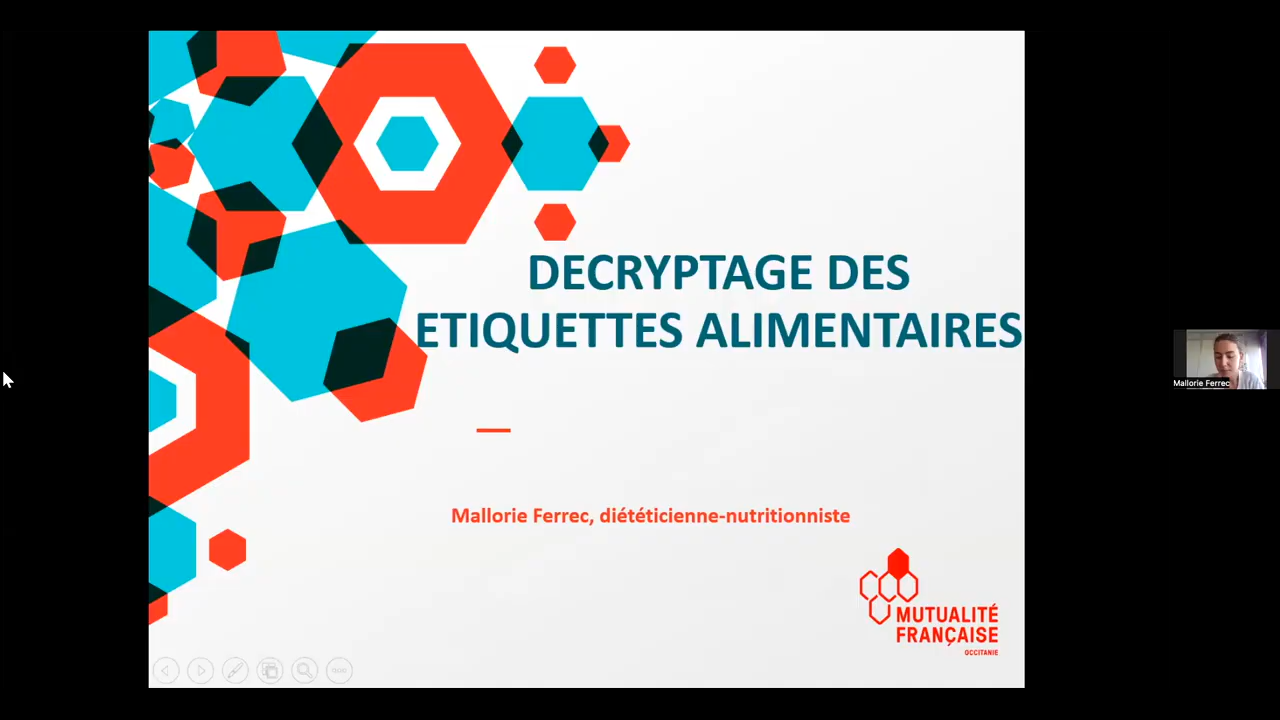 DECRYPTAGE DES
ETIQUETTES ALIMENTAIRES
Mallorie Ferrec, diététicienne-nutritionniste
MUTUALITÉ
FRANÇAISE
OCCITANIE
Mallorie Ferrec